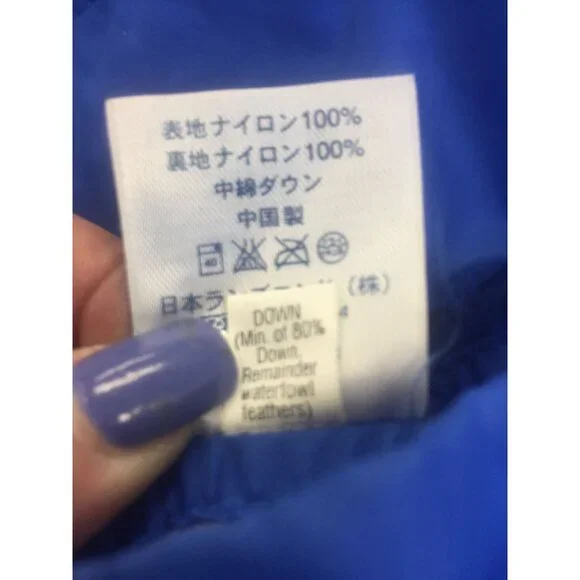 表地ナイロン100%
裏地ナイロン100%
中綿ダウン
中国製
40
日本ラン (株)
DOWN
(Min. of 80%
Down,
Remainder
waterfowl
feathers)